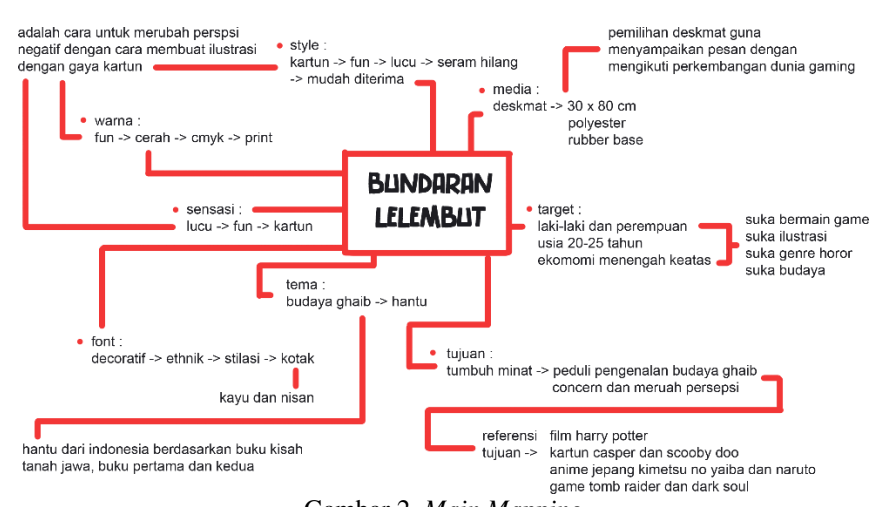 adalah cara untuk merubah perspsi
negatif dengan cara membuat ilustrasi
dengan gaya kartun
style :
kartun -> fun -> lucu -> seram hilang
-> mudah diterima
pemilihan deskmat guna
menyampaikan pesan dengan
mengikuti perkembangan dunia gaming
media :
deskmat -> 30 x 80 cm
polyester
rubber base
warna :
fun -> cerah -> cmyk -> print
BUNDARAN
LELEMBUT
sensasi :
lucu -> fun -> kartun
target :
laki-laki dan perempuan
usia 20-25 tahun
ekomomi menengah keatas
suka bermain game
suka ilustrasi
suka genre horor
suka budaya
tema :
budaya ghaib -> hantu
font :
decoratif -> ethnik -> stilasi -> kotak
kayu dan nisan
tujuan :
tumbuh minat -> peduli pengenalan budaya ghaib
concern dan meruah persepsi
hantu dari indonesia berdasarkan buku kisah
tanah jawa, buku pertama dan kedua
referensi film harry potter
tujuan -> kartun casper dan scooby doo
anime jepang kimetsu no yaiba dan naruto
game tomb raider dan dark soul
Gambar 2. Main Mapping